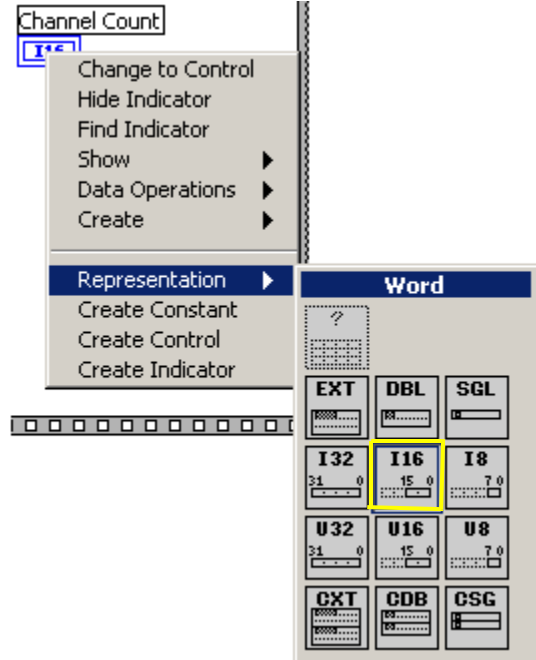 Channel Count
I16
Change to Control
Hide Indicator
Find Indicator
Show
Data Operations
Create
Representation
Create Constant
Create Control
Create Indicator
Word
?
EXT DBL SGL
I32 I16 I8
31 0 15 0 7 0
U32 U16 U8
31 0 15 0 7 0
CXT CDB CSG